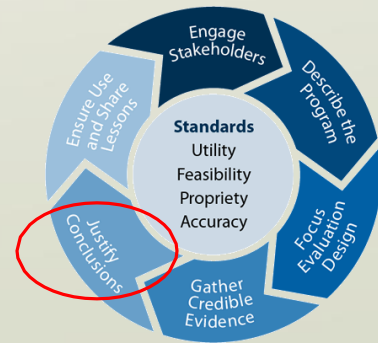 Engage
Stakeholders
Describe the
Program
Focus
Evaluation
Design
Gather
Credible
Evidence
Justify
Conclusions
Ensure Use
and Share
Lessons
Standards
Utility
Feasibility
Propriety
Accuracy